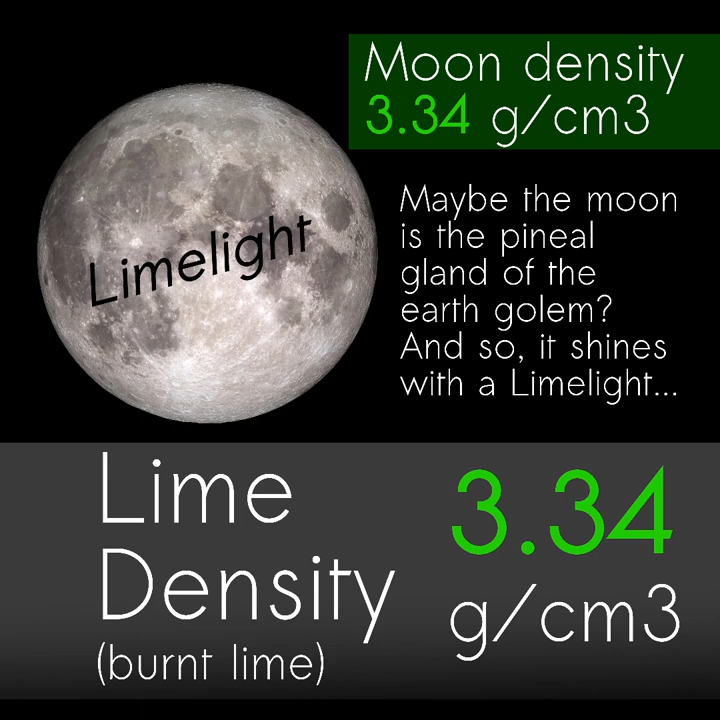 Moon density
3.34 g/cm3
Limelight
Maybe the moon
is the pineal
gland of the
earth golem?
And so, it shines
with a Limelight...
Lime
Density
(burnt lime)
3.34
g/cm3